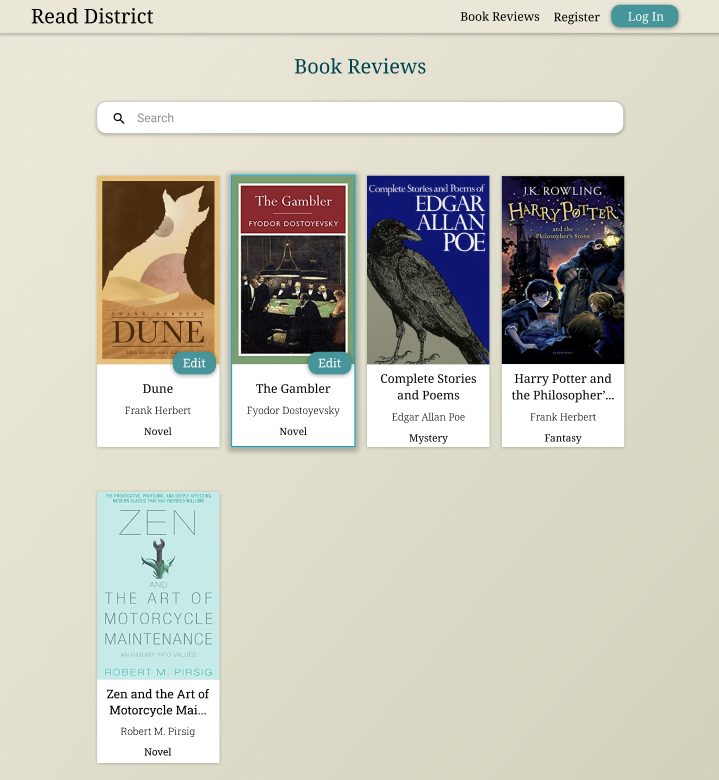 Read District
Book Reviews
Register
Log In
Book Reviews
Search
FRANK HERBERT
DUNE
Edit
Dune
Frank Herbert
Novel
The Gambler
FYODOR DOSTOYEVSKY
Edit
The Gambler
Fyodor Dostoyevsky
Novel
Complete Stories and Poems of
EDGAR
ALLAN
POE
Complete Stories
and Poems
Edgar Allan Poe
Mystery
J.K. ROWLING
HARRY POTTER
and the
Philosopher's Stone
BLOOMSBURY
Harry Potter and
the Philosopher’...
Frank Herbert
Fantasy
THE PROVOCATIVE, PROFOUND, AND DEEPLY AFFECTING
MODERN CLASSIC THAT HAS INSPIRED MILLIONS
ZEN
AND
THE ART OF
MOTORCYCLE
MAINTENANCE
AN INQUIRY INTO VALUES
ROBERT M. PIRSIG
Zen and the Art of
Motorcycle Mai...
Robert M. Pirsig
Novel